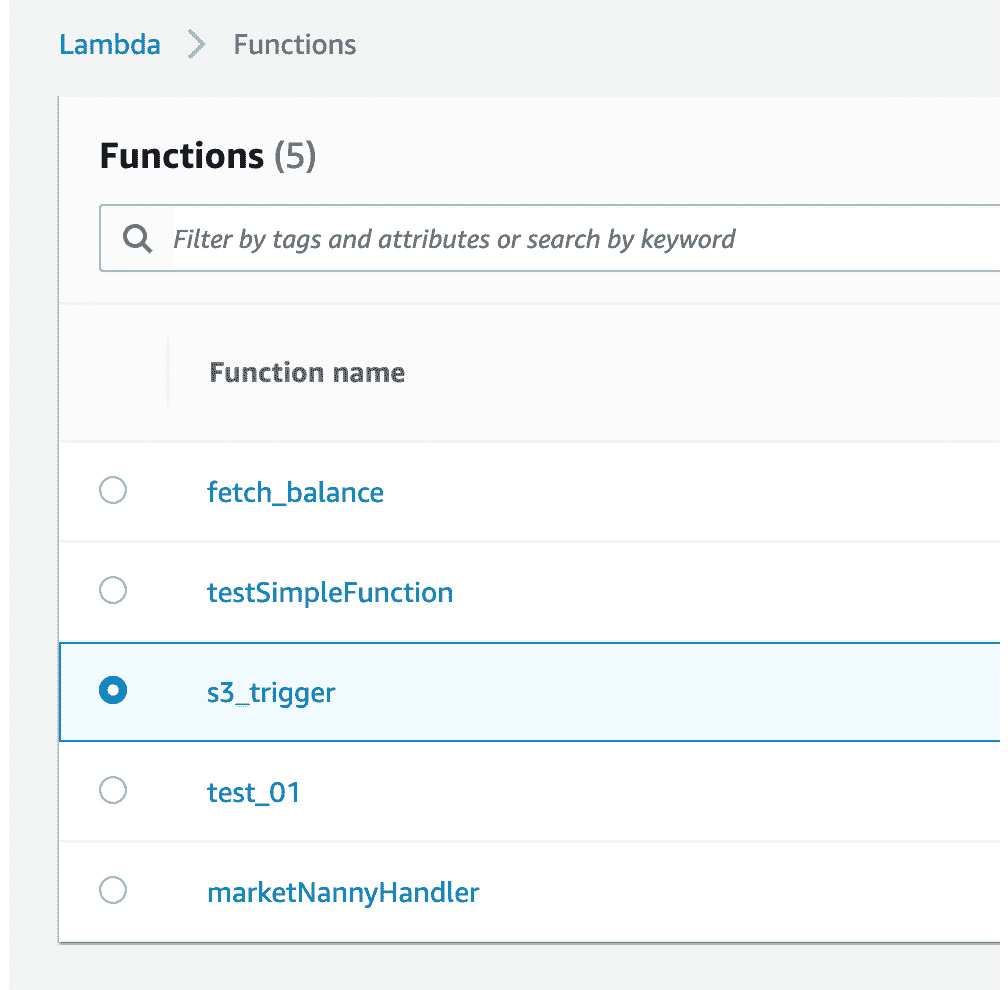 Lambda > Functions
Functions (5)
Filter by tags and attributes or search by keyword
Function name
fetch_balance
testSimpleFunction
s3_trigger
test_01
marketNannyHandler